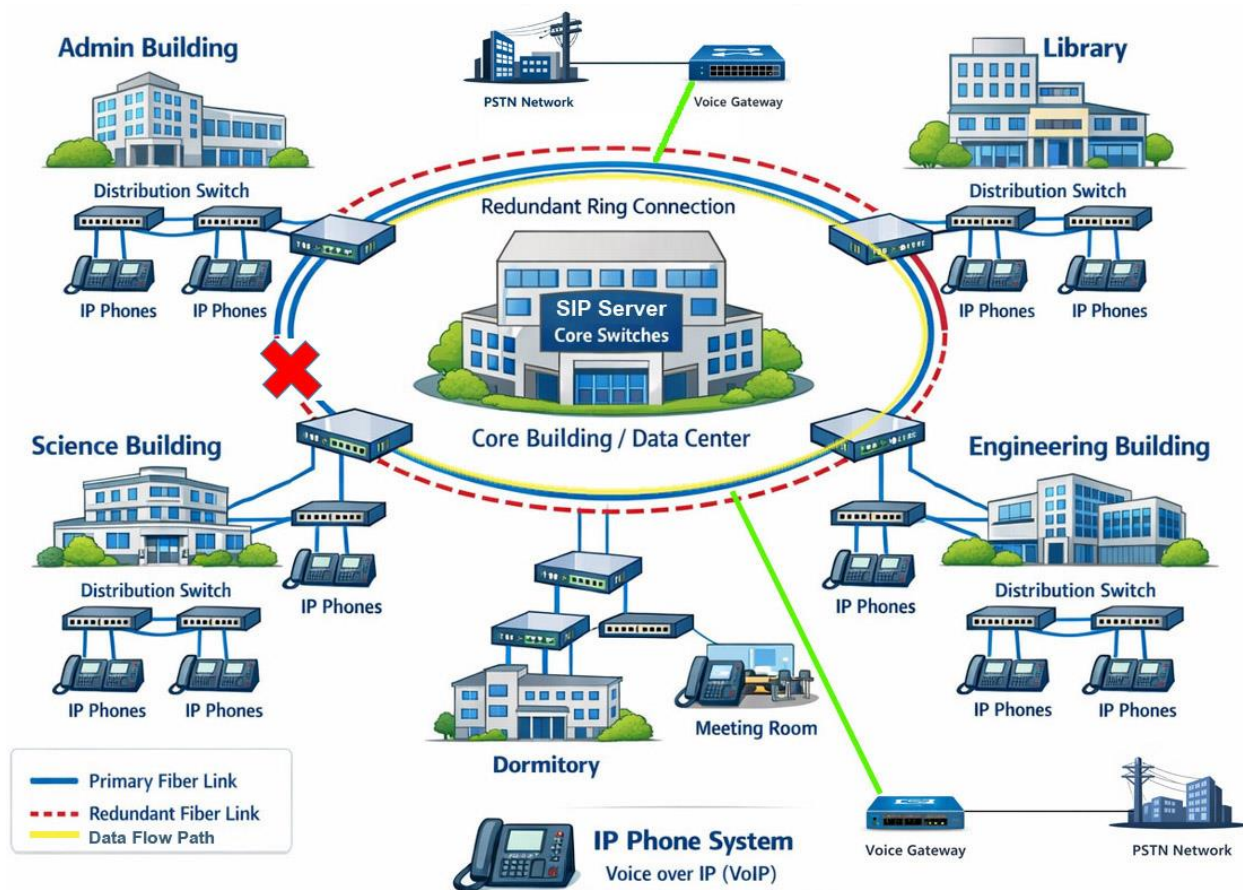 Admin Building
PSTN Network
Voice Gateway
Library
Distribution Switch
IP Phones
IP Phones
Redundant Ring Connection
Distribution Switch
IP Phones
IP Phones
SIP Server
Core Switches
Core Building / Data Center
Science Building
IP Phones
Distribution Switch
IP Phones
IP Phones
Engineering Building
IP Phones
Distribution Switch
IP Phones
IP Phones
Meeting Room
Dormitory
Primary Fiber Link
Redundant Fiber Link
Data Flow Path
IP Phone System
Voice over IP (VoIP)
Voice Gateway
PSTN Network